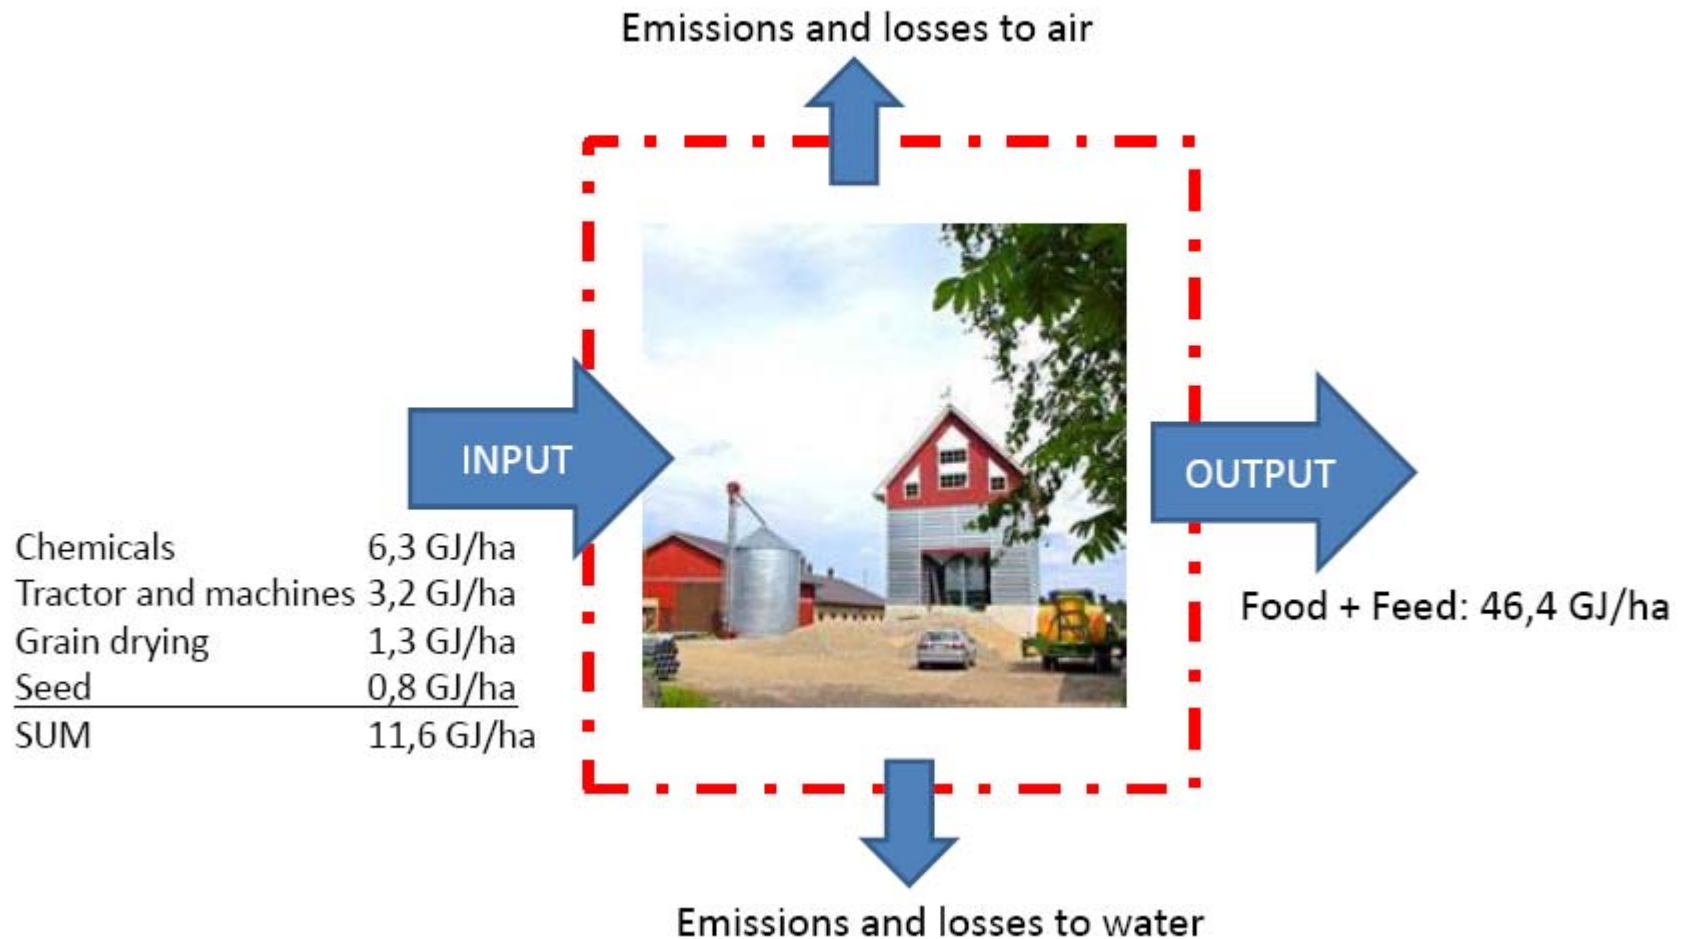 Emissions and losses to air
INPUT
Chemicals 6,3 GJ/ha
Tractor and machines 3,2 GJ/ha
Grain drying 1,3 GJ/ha
Seed 0,8 GJ/ha
SUM 11,6 GJ/ha
OUTPUT
Food + Feed: 46,4 GJ/ha
Emissions and losses to water